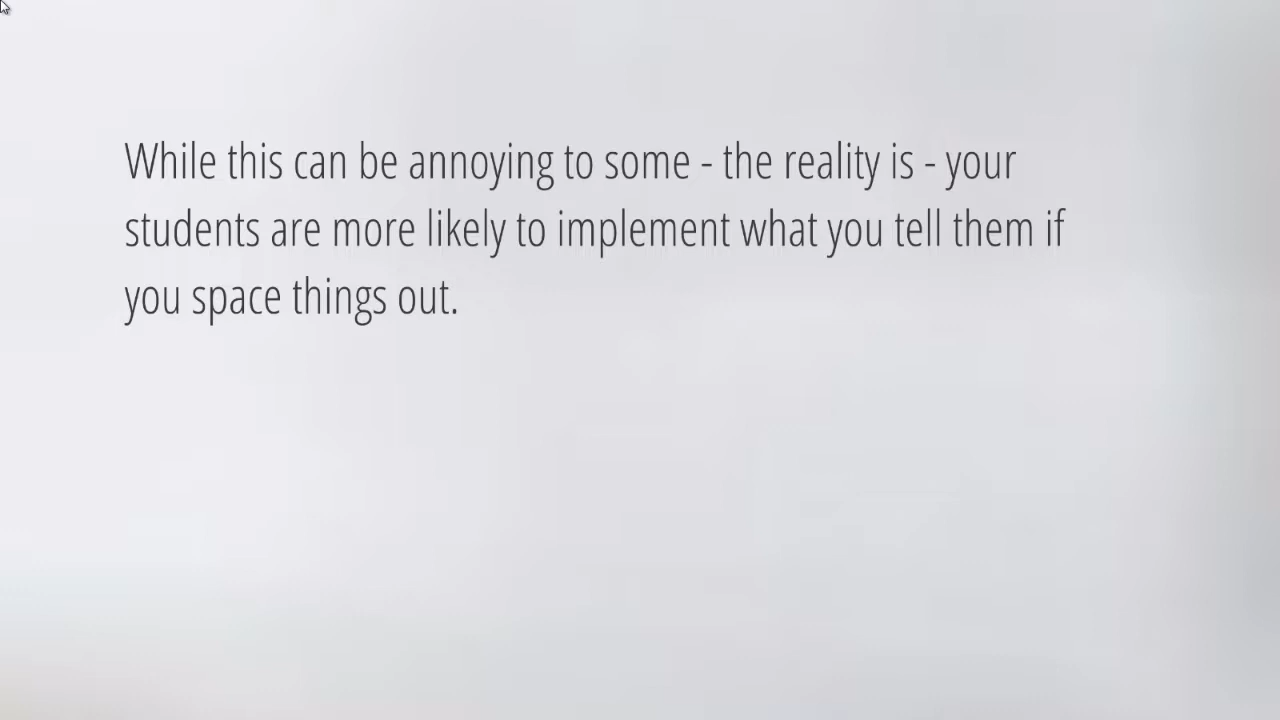 While this can be annoying to some - the reality is - your
students are more likely to implement what you tell them if
you space things out.